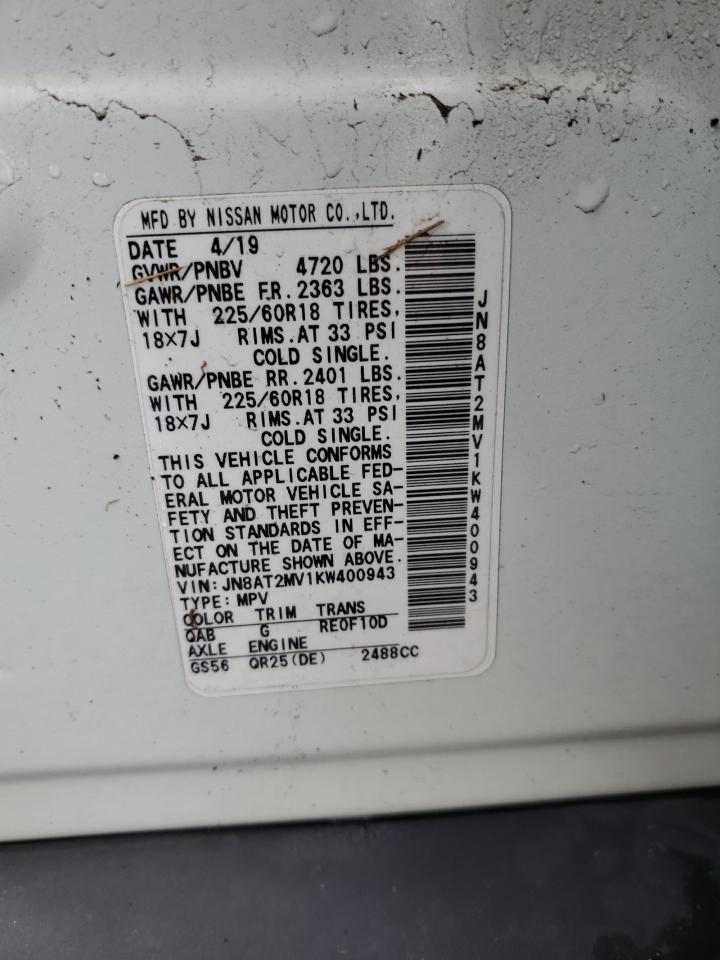 MFD BY NISSAN MOTOR CO.,LTD.
DATE 4/19
GVWR/PNBV 4720 LBS.
GAWR/PNBE FR. 2363 LBS.
WITH 225/60R18 TIRES,
18×7J RIMS.AT 33 PSI
COLD SINGLE.
GAWR/PNBE RR. 2401 LBS.
WITH 225/60R18 TIRES,
18×7J RIMS.AT 33 PSI
COLD SINGLE.
THIS VEHICLE CONFORMS
TO ALL APPLICABLE FED-
ERAL MOTOR VEHICLE SA-
FETY AND THEFT PREVEN-
TION STANDARDS IN EFF-
ECT ON THE DATE OF MA-
NUFACTURE SHOWN ABOVE.
VIN:JN8AT2MV1KW400943
TYPE:MPV
COLOR TRIM TRANS
QAB G RE0F10D
AXLE ENGINE
GS56 QR25(DE) 2488CC
JN8AT2MV1KW400943